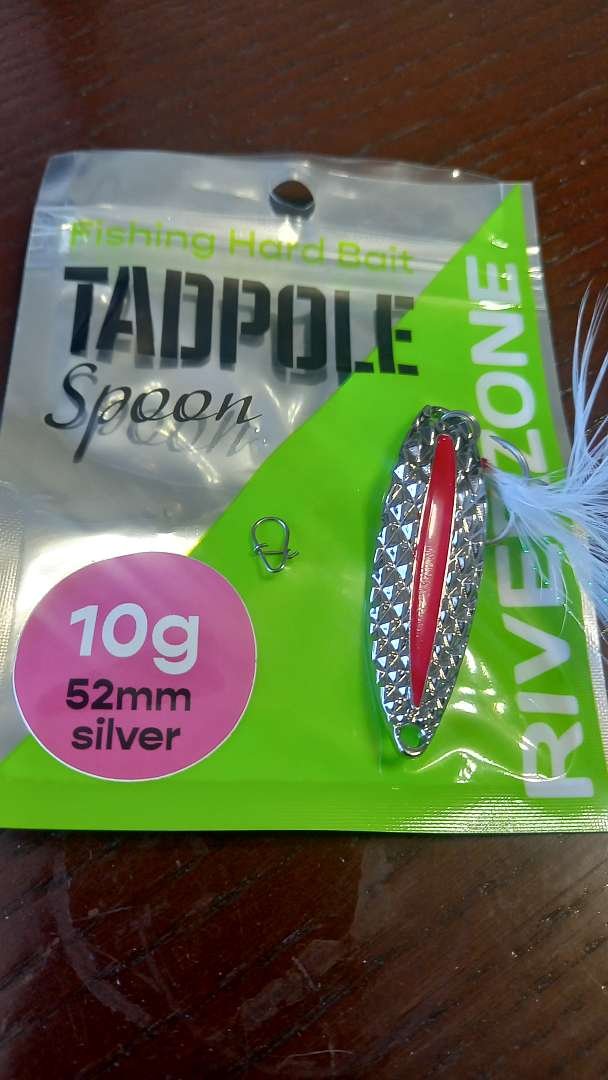 Fishing Hard Bait
TADPOLE
Spoon
RIVERZONE
10g
52mm
silver